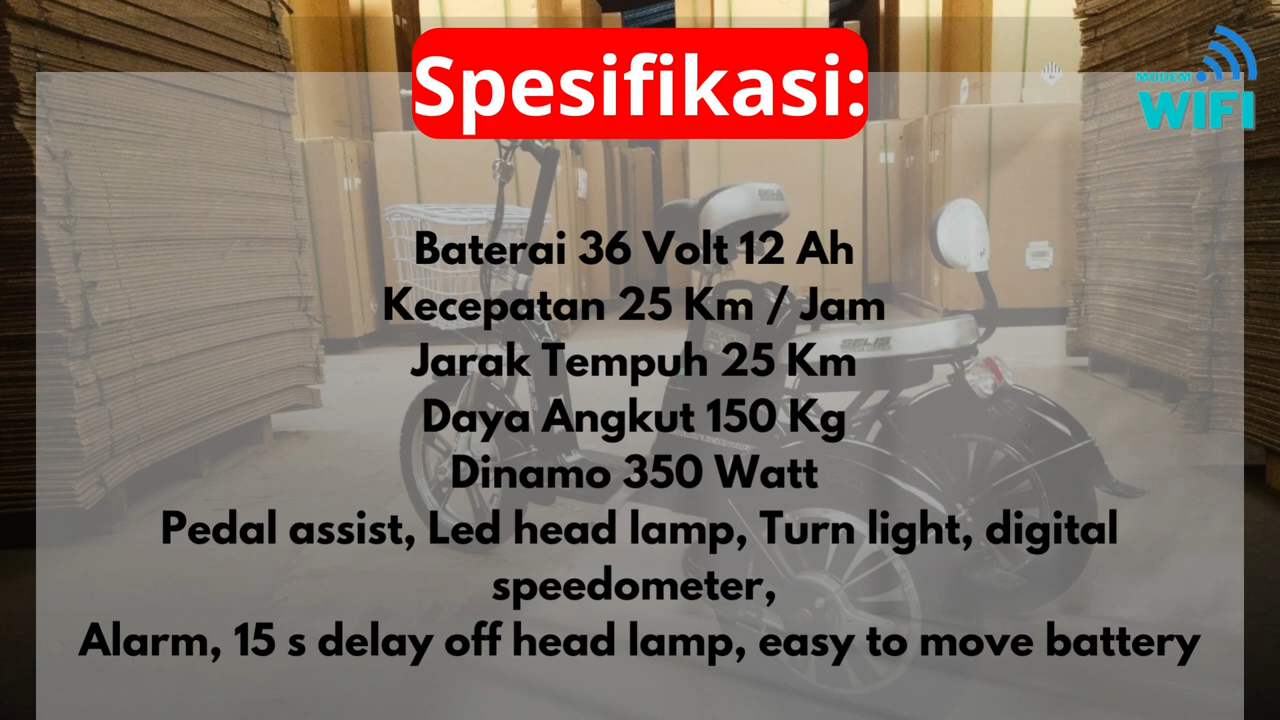 Spesifikasi:
MODEM
WIFI
SELIS
Baterai 36 Volt 12 Ah
Kecepatan 25 Km / Jam
SELIS
Jarak Tempuh 25 Km
Daya Angkut 150 Kg
Dinamo 350 Watt
Pedal assist, Led head lamp, Turn light, digital
speedometer,
Alarm, 15 s delay off head lamp, easy to move battery